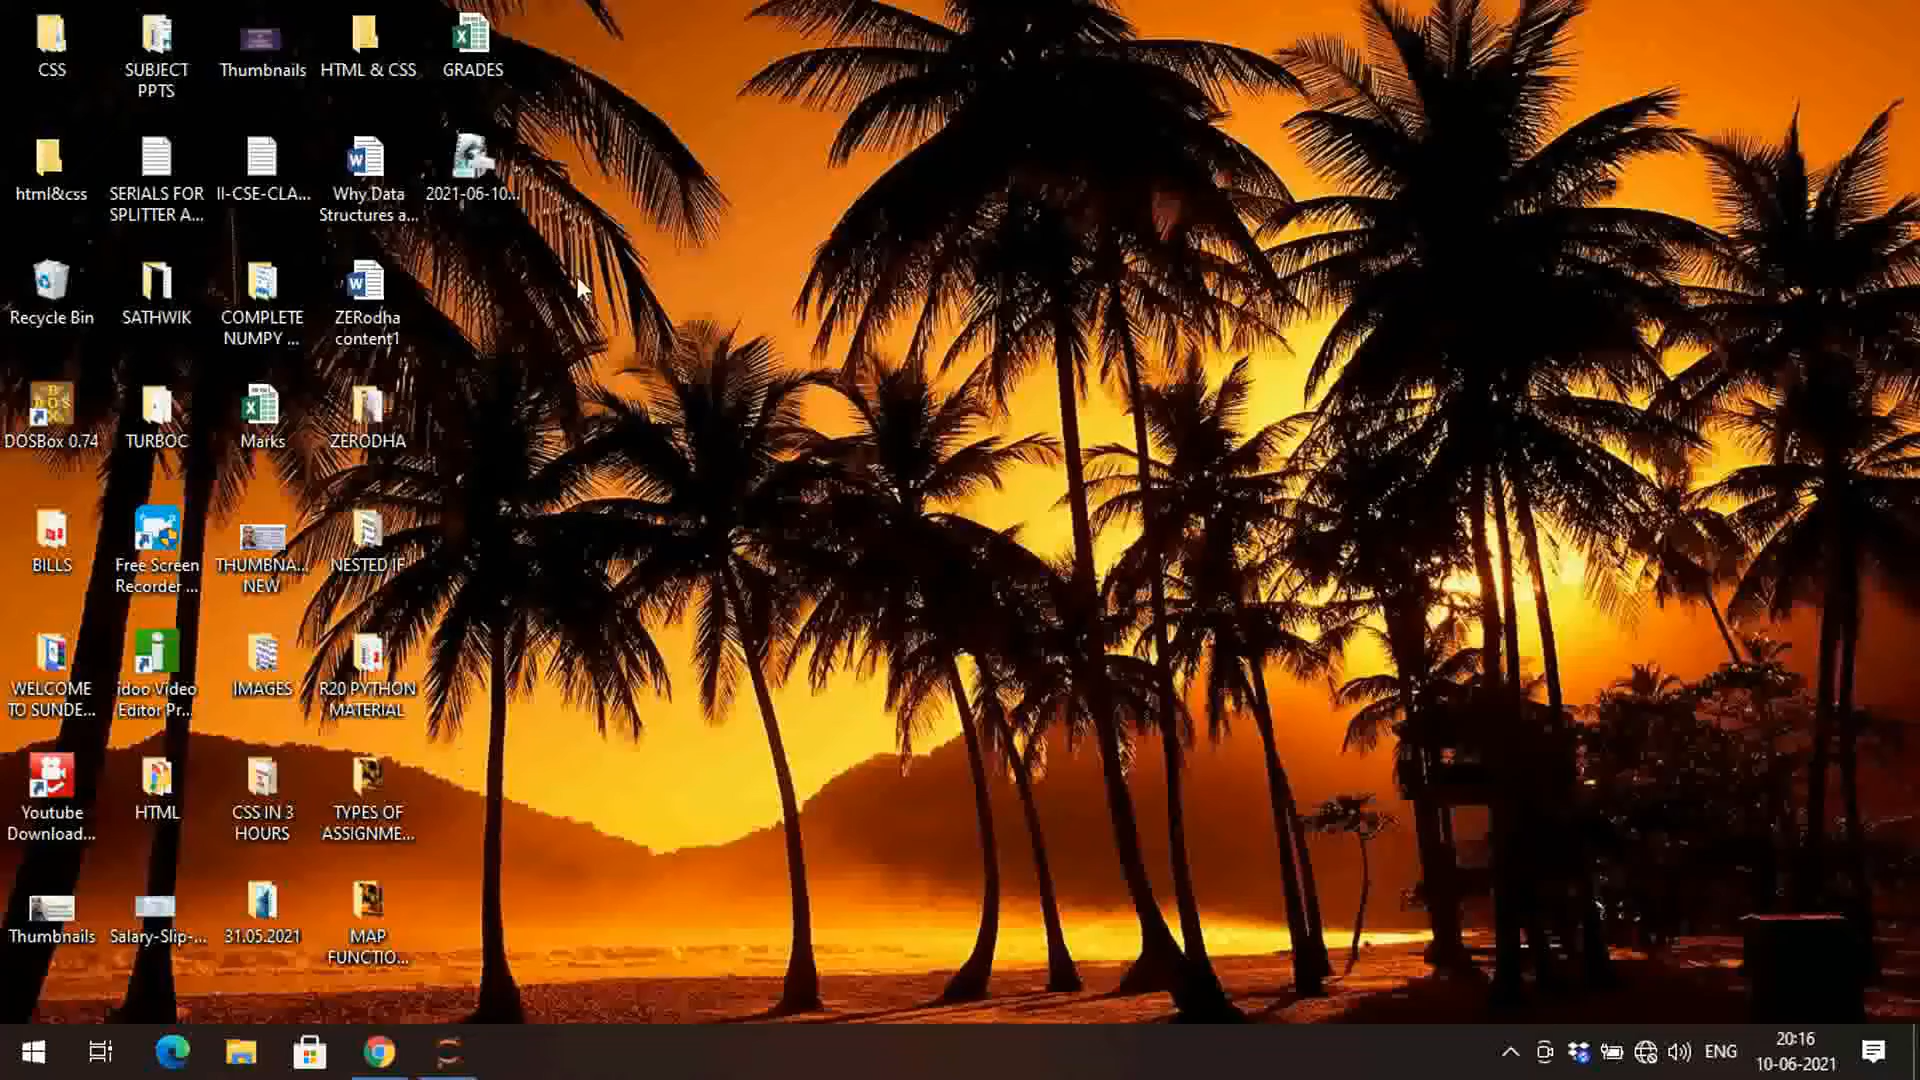 CSS
SUBJECT
PPTS
Thumbnails
HTML & CSS
GRADES
html&css
SERIALS FOR
SPLITTER A...
II-CSE-CLA...
Why Data
Structures a...
2021-06-10...
Recycle Bin
SATHWIK
COMPLETE
NUMPY ...
ZERodha
content1
DOSBox 0.74
TURBOC
Marks
ZERODHA
BILLS
Free Screen
Recorder ...
THUMBNA...
NEW
NESTED IF
WELCOME
TO SUNDE...
idoo Video
Editor Pr...
IMAGES
R20 PYTHON
MATERIAL
Youtube
Download...
HTML
CSS IN 3
HOURS
TYPES OF
ASSIGNME...
Thumbnails
Salary-Slip-...
31.05.2021
MAP
FUNCTIO...
ENG
20:16
10-06-2021